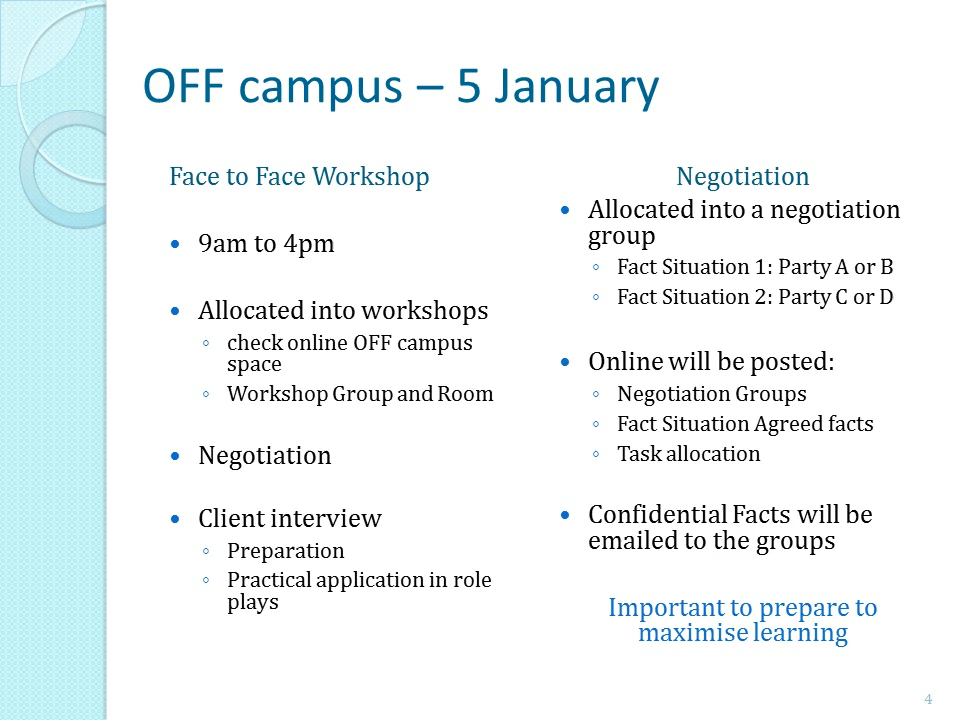 OFF campus – 5 January
Face to Face Workshop
• 9am to 4pm
• Allocated into workshops
◦ check online OFF campus
space
◦ Workshop Group and Room
• Negotiation
• Client interview
◦ Preparation
◦ Practical application in role
plays
Negotiation
• Allocated into a negotiation
group
◦ Fact Situation 1: Party A or B
◦ Fact Situation 2: Party C or D
• Online will be posted:
◦ Negotiation Groups
◦ Fact Situation Agreed facts
◦ Task allocation
• Confidential Facts will be
emailed to the groups
Important to prepare to
maximise learning
4